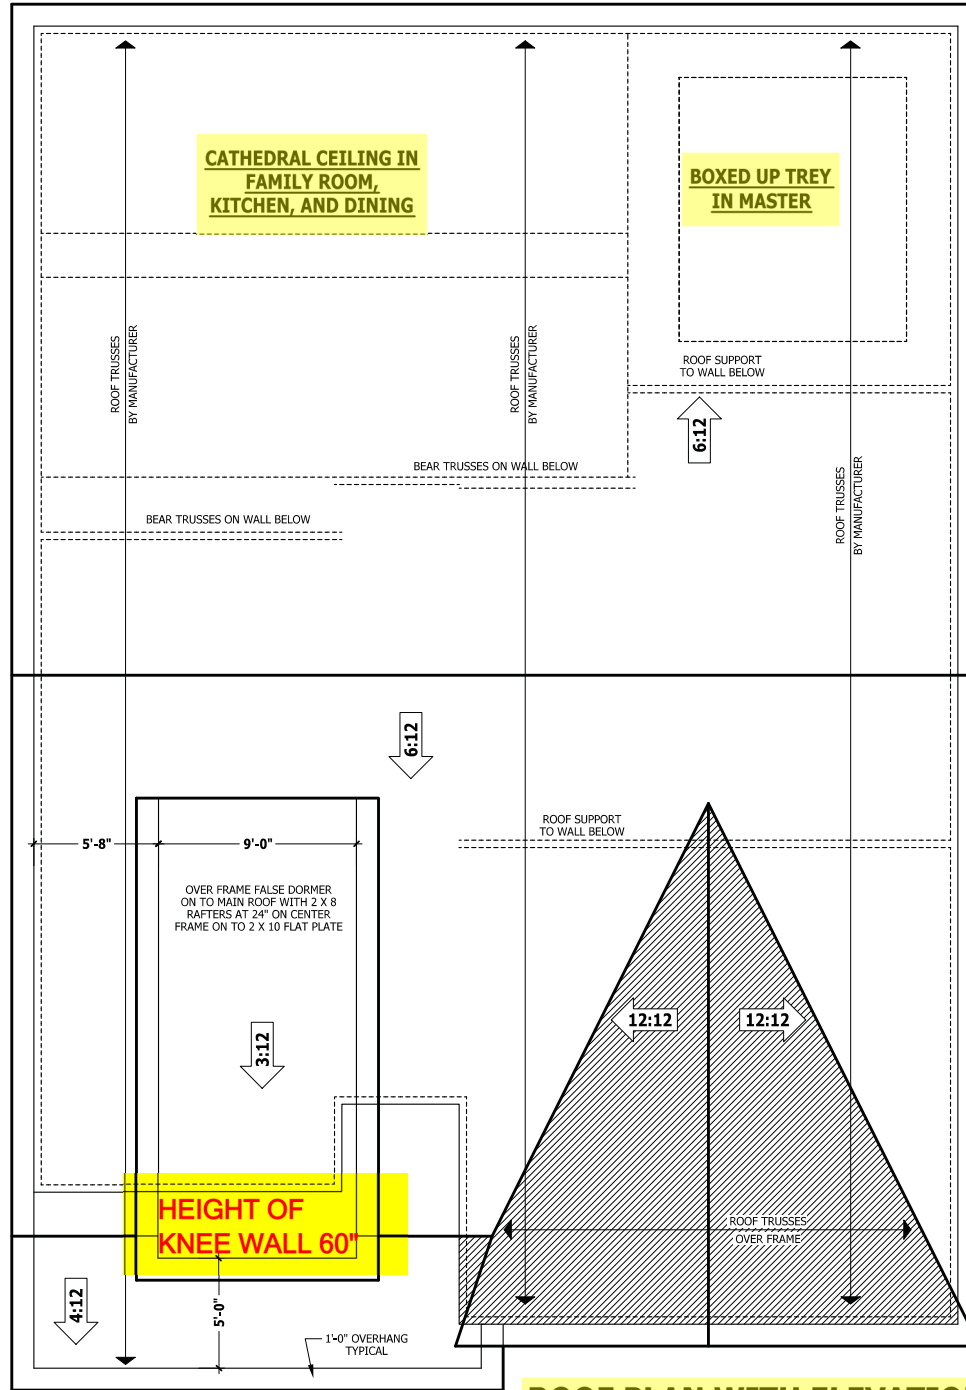 CATHEDRAL CEILING IN
FAMILY ROOM,
KITCHEN, AND DINING
BOXED UP TREY
IN MASTER
ROOF TRUSSES
BY MANUFACTURER
ROOF TRUSSES
BY MANUFACTURER
ROOF SUPPORT
TO WALL BELOW
6:12
BEAR TRUSSES ON WALL BELOW
ROOF TRUSSES
BY MANUFACTURER
BEAR TRUSSES ON WALL BELOW
6:12
ROOF SUPPORT
TO WALL BELOW
5'-8"
9'-0"
OVER FRAME FALSE DORMER
ON TO MAIN ROOF WITH 2 X 8
RAFTERS AT 24" ON CENTER
FRAME ON TO 2 X 10 FLAT PLATE
12:12
12:12
3:12
HEIGHT OF
KNEE WALL 60"
ROOF TRUSSES
OVER FRAME
4:12
5'-0"
1'-0" OVERHANG
TYPICAL
ROOF PLAN WITH ELEVATIO